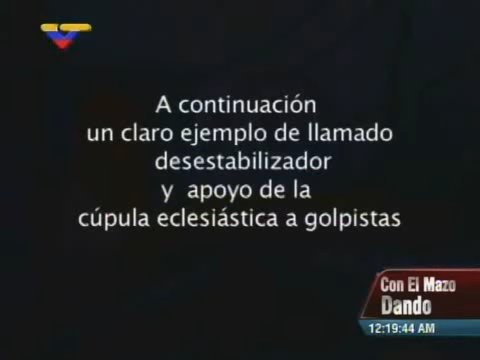 A continuación
un claro ejemplo de llamado
desestabilizador
y apoyo de la
cúpula eclesiástica a golpistas
Con El Mazo
Dando
12:19:44 AM